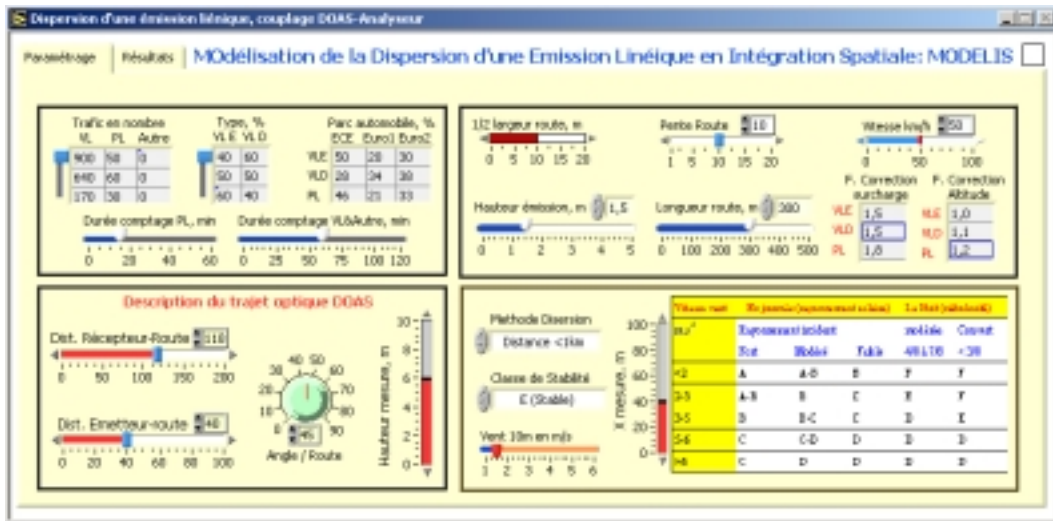 Dispersion d'une émission linéique, couplage DOAS-Analyseur
Paramétrage Résultats MOdélisation de la Dispersion d'une Emission Linéique en Intégration Spatiale: MODELIS
Trafic en nombre
VL PL Autre
900 50 0
640 60 0
170 30 0
Type, %
VLE VLD
40 60
50 50
60 40
Parc automobile, %
ECE Euro1 Euro2
VLE 50 20 30
VLD 28 34 38
PL 46 21 33
Durée comptage PL, min
0 20 40 60
Durée comptage VL&Autre, min
0 25 50 75 100 120
1/2 largeur route, m
0 5 10 15 20
Pente Route 10
1 5 10 15 20
Vitesse km/h 50
0 50 100
Hauteur émission, m 1,5
0 1 2 3 4 5
Longueur route, m 300
0 100 200 300 400 500
F. Correction surcharge
VLE 1,5
VLD 1,5
PL 1,8
F. Correction Altitude
VLE 1,0
VLD 1,1
PL 1,2
Description du trajet optique DOAS
Dist. Récepteur-Route 110
0 50 100 150 200
Dist. Emetteur-route 40
0 20 40 60 80 100
0 10 20 30 40 50 60 70 80 90
45
Angle / Route
Hauteur mesure, m
10
8
6
4
2
0
Methode Disersion
Distance <1km
Classe de Stabilité
E (Stable)
Vent 10m en m/s
1 2 3 4 5 6
X mesure, m
100
80
60
40
20
0
Vitesse vent
Rayonnement incident
Fort Modéré Faible
<2 A A-B B F F
2-3 A-B B C E F
3-5 B B-C C D E
5-6 C C-D D D D
>6 C D D D D